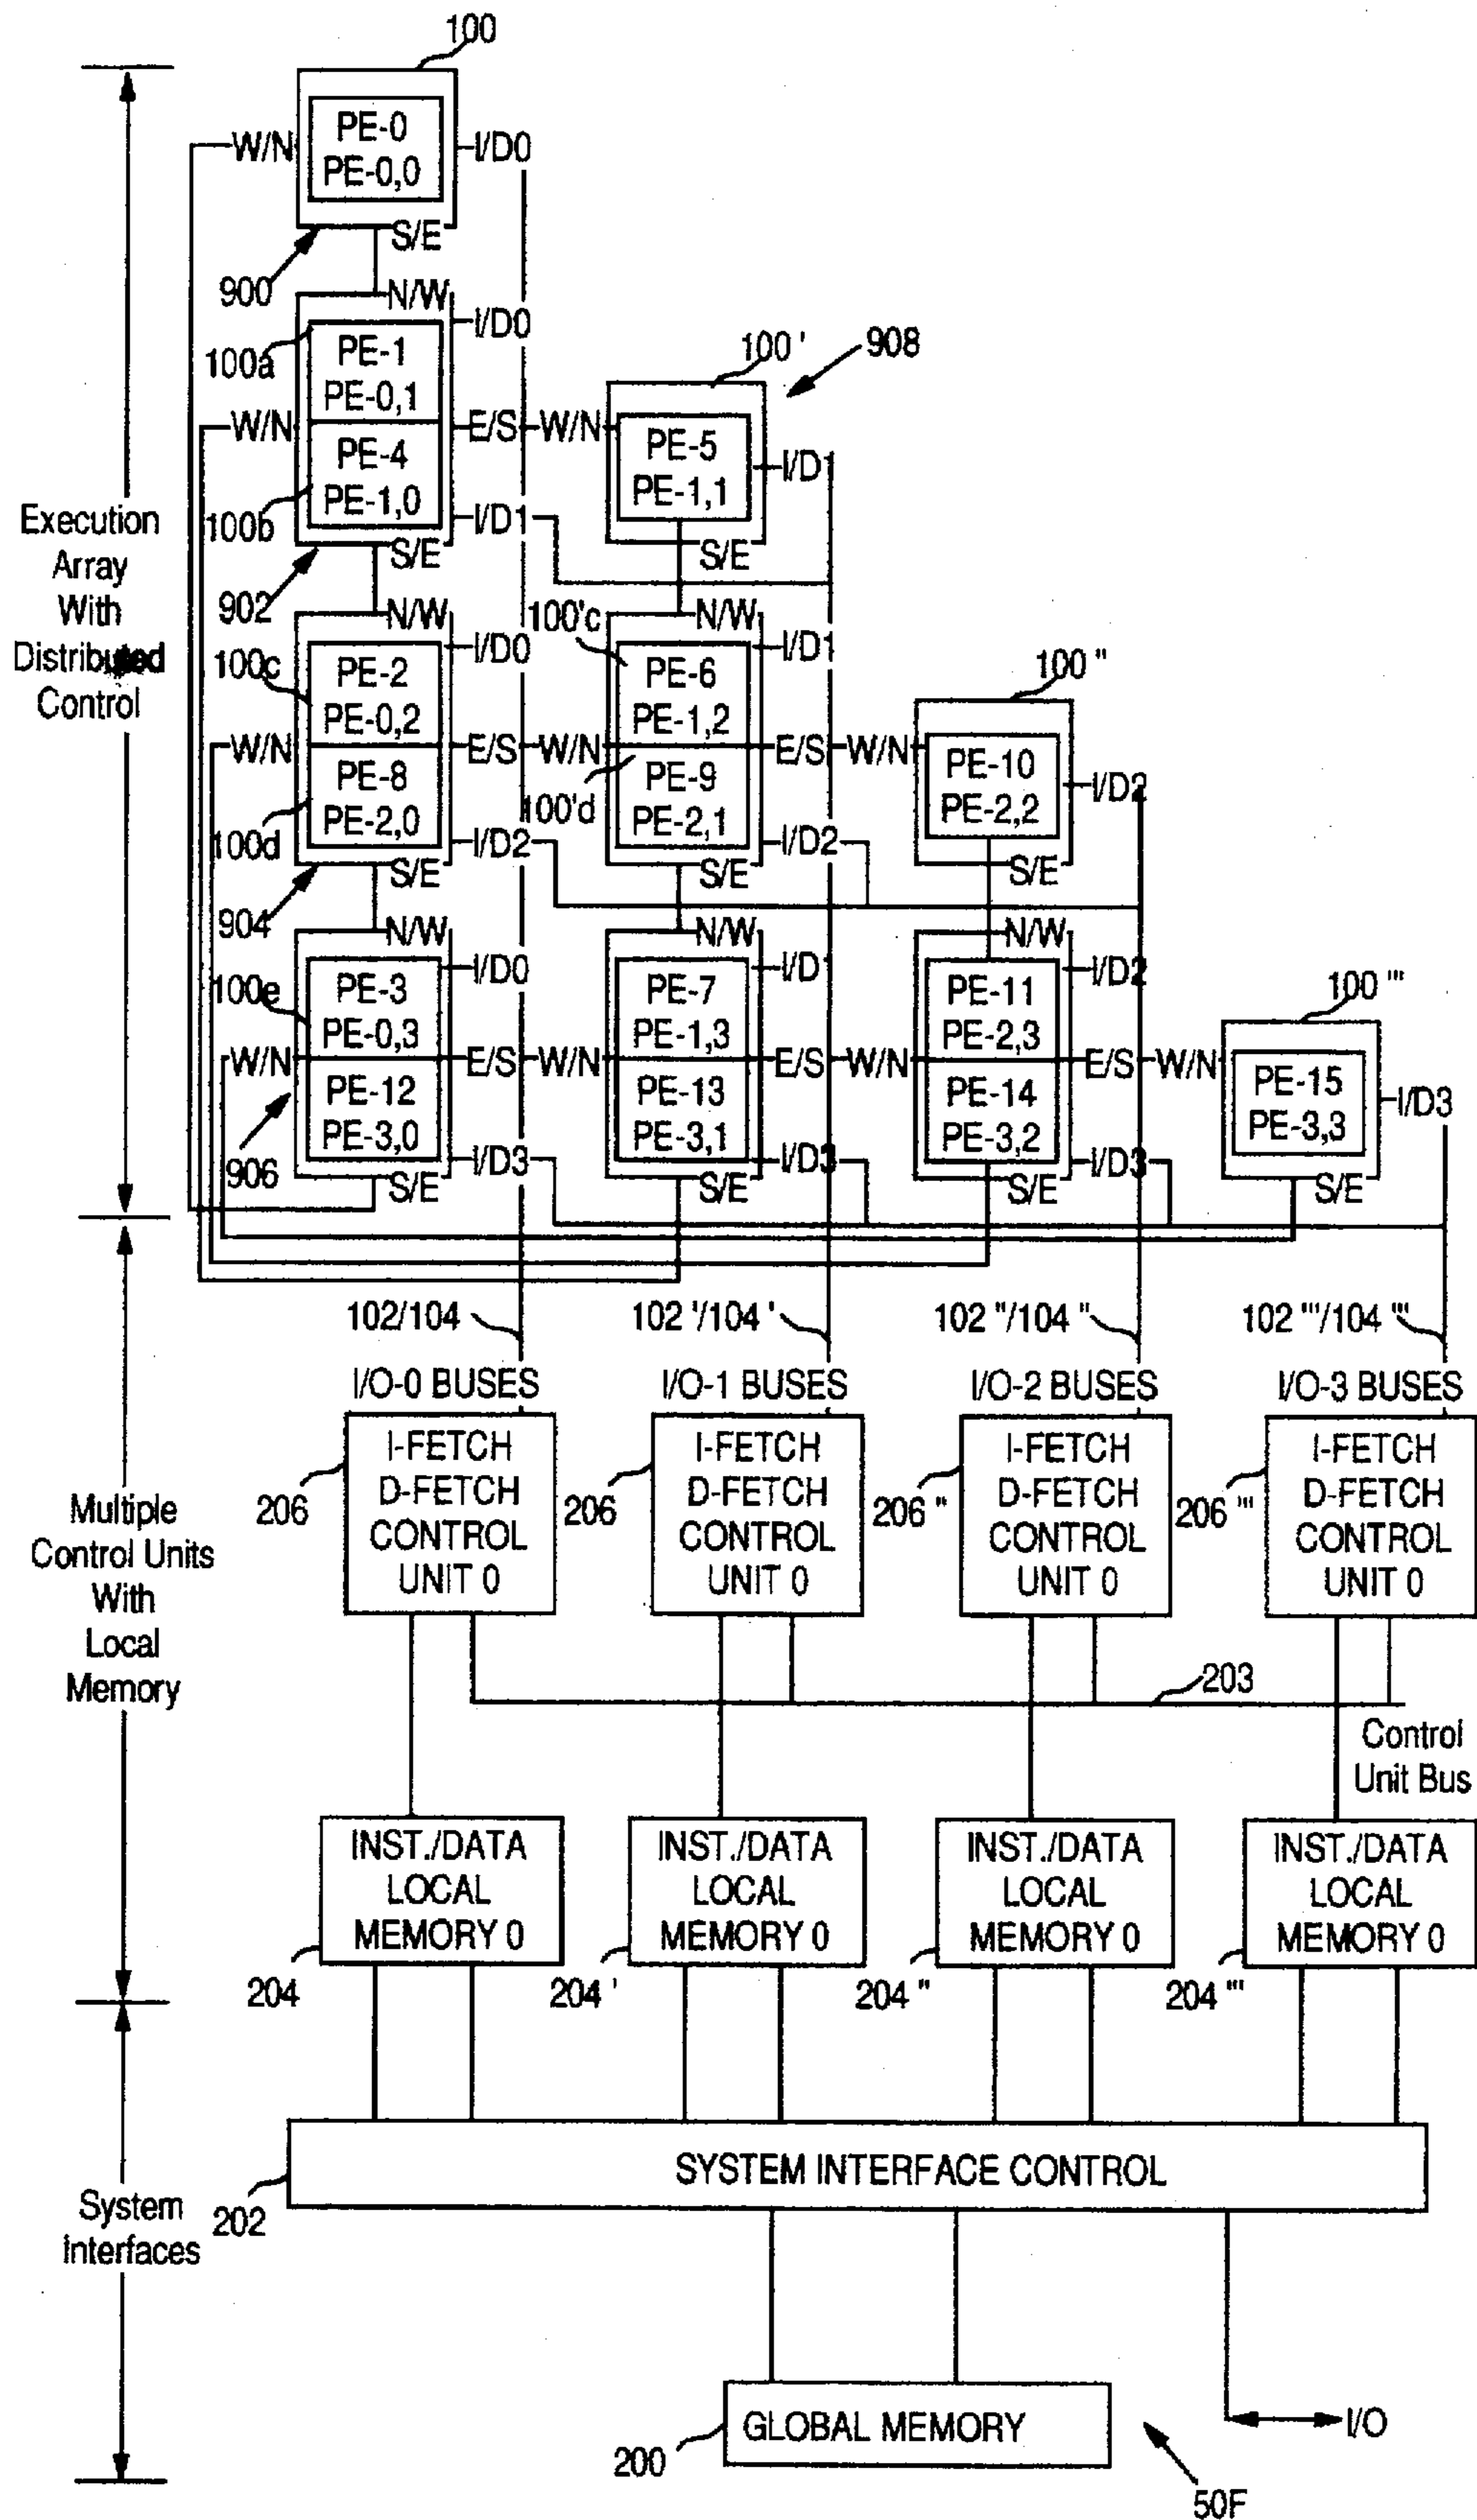 100
PE-0
PE-0,0
W/N
I/D0
S/E
900
N/W
I/D0
100a
PE-1
PE-0,1
100'
908
W/N
E/S
W/N
PE-4
PE-1,0
PE-5
PE-1,1
I/D1
100b
I/D1
S/E
S/E
902
Execution
Array
With
Distributed
Control
N/W
100'c
N/W
100c
PE-2
PE-0,2
I/D0
PE-6
PE-1,2
I/D1
100"
W/N
E/S
W/N
E/S
W/N
PE-8
PE-2,0
100'd
PE-9
PE-2,1
PE-10
PE-2,2
I/D2
100d
I/D2
I/D2
S/E
S/E
S/E
904
N/W
N/W
N/W
100e
PE-3
PE-0,3
I/D0
PE-7
PE-1,3
I/D'
PE-11
PE-2,3
I/D2
100'''
W/N
E/S
W/N
E/S
W/N
E/S
W/N
PE-12
PE-3,0
PE-13
PE-3,1
PE-14
PE-3,2
PE-15
PE-3,3
I/D3
906
I/D3
I/D3
I/D3
S/E
S/E
S/E
S/E
102/104
102'/104'
102"/104"
102'''/104'''
I/O-0 BUSES
I/O-1 BUSES
I/O-2 BUSES
I/O-3 BUSES
206
I-FETCH
D-FETCH
CONTROL
UNIT 0
206
I-FETCH
D-FETCH
CONTROL
UNIT 0
206"
I-FETCH
D-FETCH
CONTROL
UNIT 0
206'''
I-FETCH
D-FETCH
CONTROL
UNIT 0
Multiple
Control Units
With
Local
Memory
203
Control
Unit Bus
INST./DATA
LOCAL
MEMORY 0
204
INST./DATA
LOCAL
MEMORY 0
204'
INST./DATA
LOCAL
MEMORY 0
204"
INST./DATA
LOCAL
MEMORY 0
204'''
SYSTEM INTERFACE CONTROL
202
System
Interfaces
GLOBAL MEMORY
200
I/O
50F